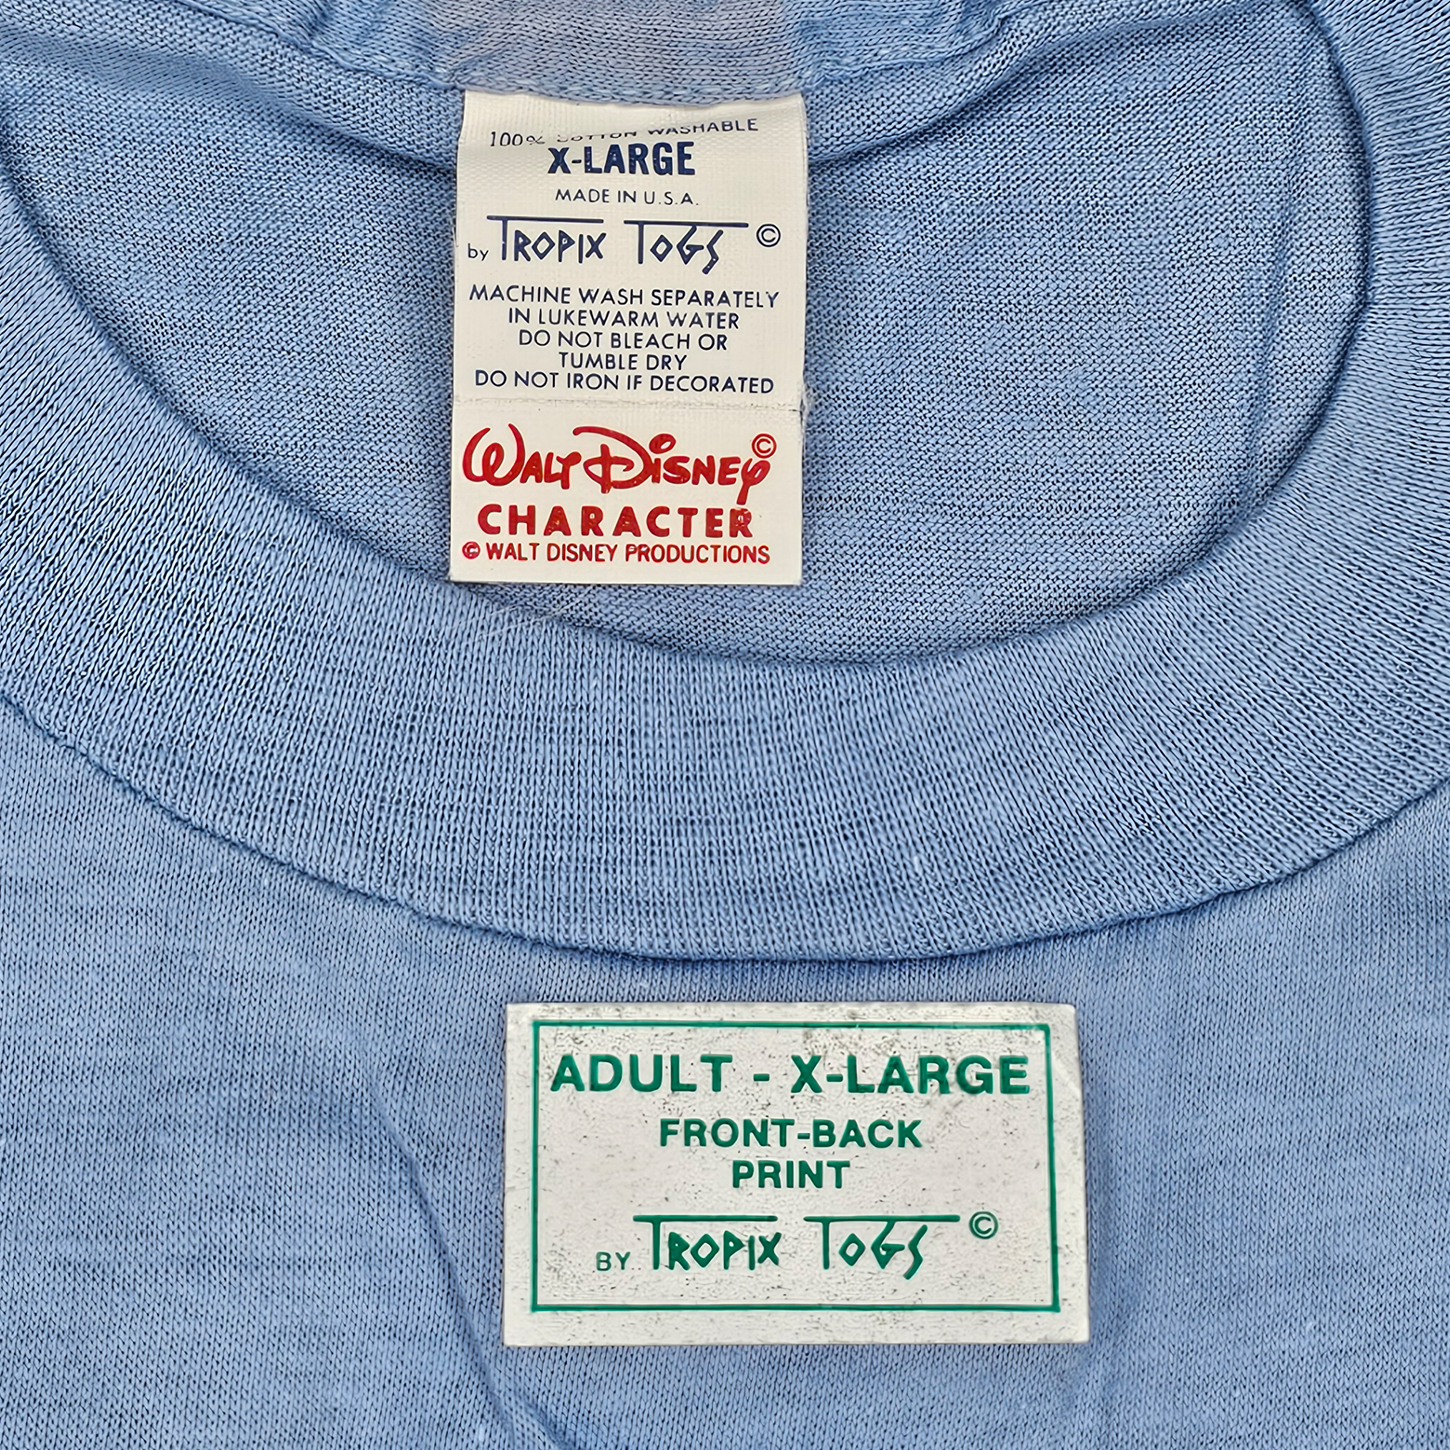 100% COTTON WASHABLE
X-LARGE
MADE IN U.S.A.
by TROPIX TOGS ©
MACHINE WASH SEPARATELY
IN LUKEWARM WATER
DO NOT BLEACH OR
TUMBLE DRY
DO NOT IRON IF DECORATED
WALT DISNEY ©
CHARACTER
© WALT DISNEY PRODUCTIONS
ADULT - X-LARGE
FRONT-BACK
PRINT
BY TROPIX TOGS ©